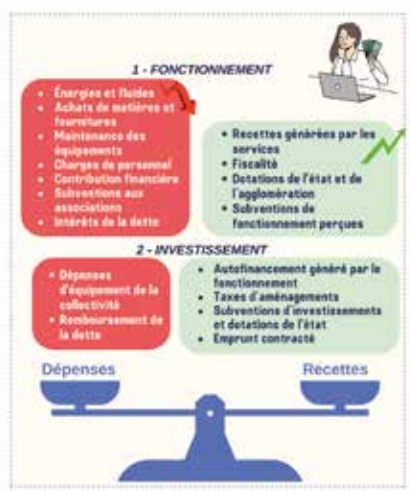 1 - FONCTIONNEMENT
• Énergies et fluides
• Achats de matières et
fournitures
• Maintenance des
équipements
• Charges de personnel
• Contribution financière
• Subventions aux
associations
• Intérêts de la dette
• Recettes générées par les
services
• Fiscalité
• Dotations de l'état et de
l'agglomération
• Subventions de
fonctionnement perçues
2 - INVESTISSEMENT
• Dépenses
d'équipement de la
collectivité
• Remboursement de
la dette
• Autofinancement généré par le
fonctionnement
• Taxes d'aménagements
• Subventions d'investissements
et dotations de l'état
• Emprunt contracté
Dépenses
Recettes